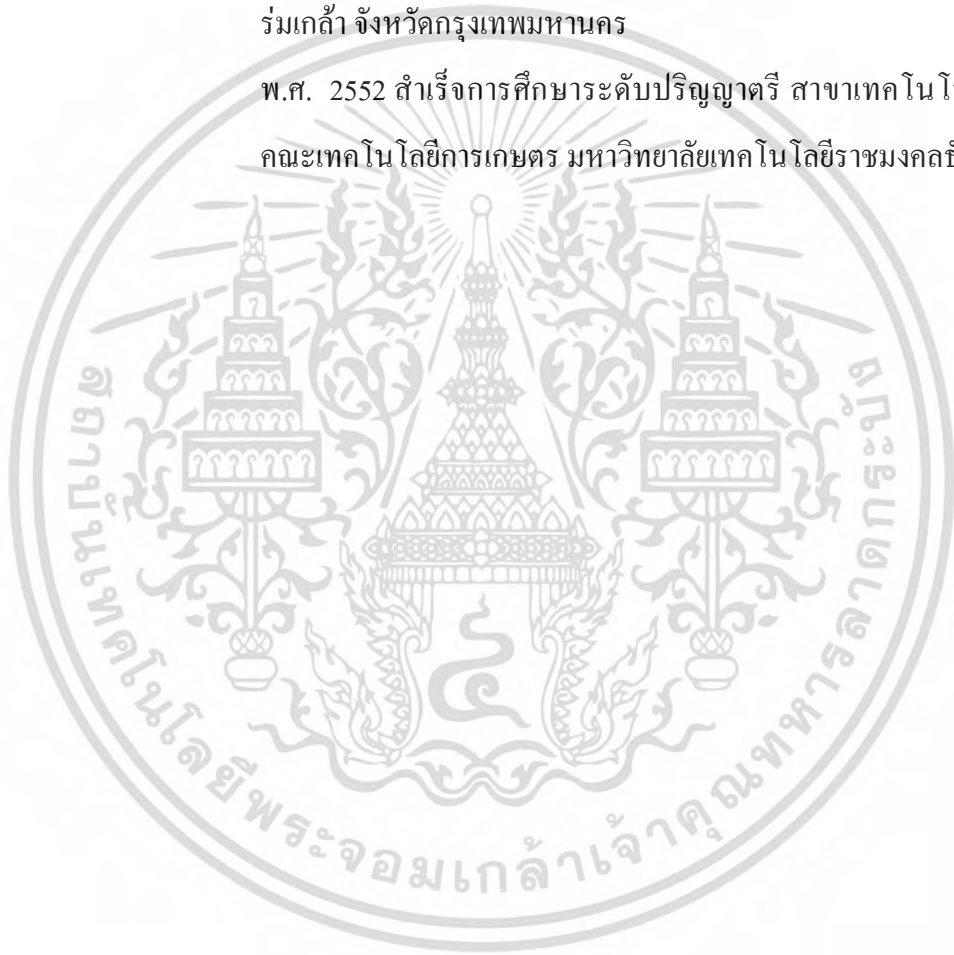 ร่มเกล้า จังหวัดกรุงเทพมหานคร
พ.ศ. 2552 สำเร็จการศึกษาระดับปริญญาตรี สาขา
คณะเทคโนโลยีการเกษตร มหาวิทยาลัยเทคโนโลยีราชมงคล
สถาบันเทคโนโลยีพระจอมเกล้าเจ้าคุณทหารลาดกระบัง